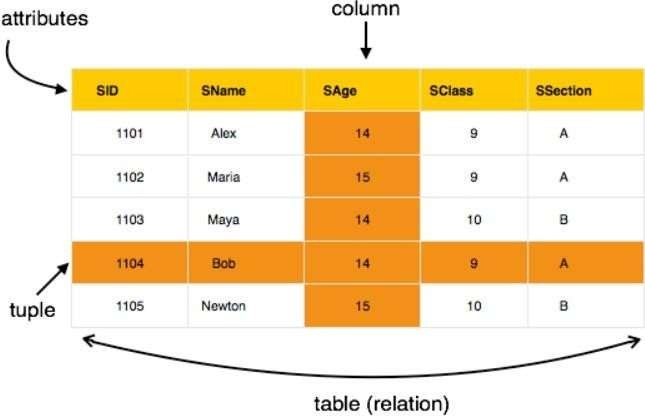 column
attributes
SID SName SAge SClass SSection
1101 Alex 14 9 A
1102 Maria 15 9 A
1103 Maya 14 10 B
1104 Bob 14 9 A
tuple
1105 Newton 15 10 B
table (relation)